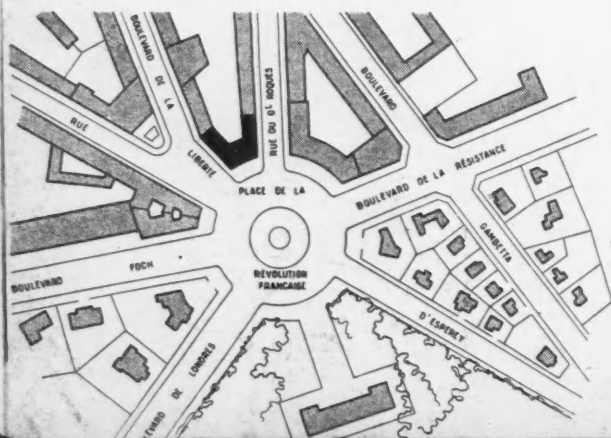 BOULEVARD DE LA
LIBERTE
RUE
RUE DU GL ROQUES
BOULEVARD
GAMBETTA
PLACE DE LA
RÉVOLUTION
FRANÇAISE
BOULEVARD DE LA RÉSISTANCE
BOULEVARD FOCH
D'ESPEREY
LEVARD DE LONDRES